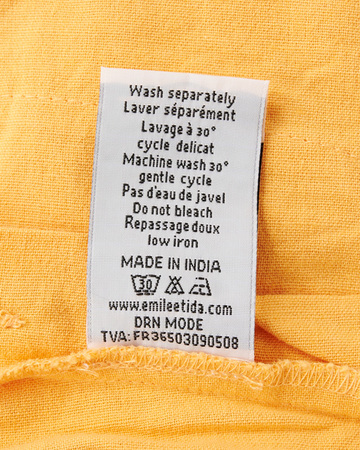 Wash separately
Laver séparément
Lavage à 30°
cycle delicat
Machine wash 30°
gentle cycle
Pas d'eau de javel
Do not bleach
Repassage doux
low iron
MADE IN INDIA
30
www.emileetida.com
DRN MODE
TVA: FR36503090508